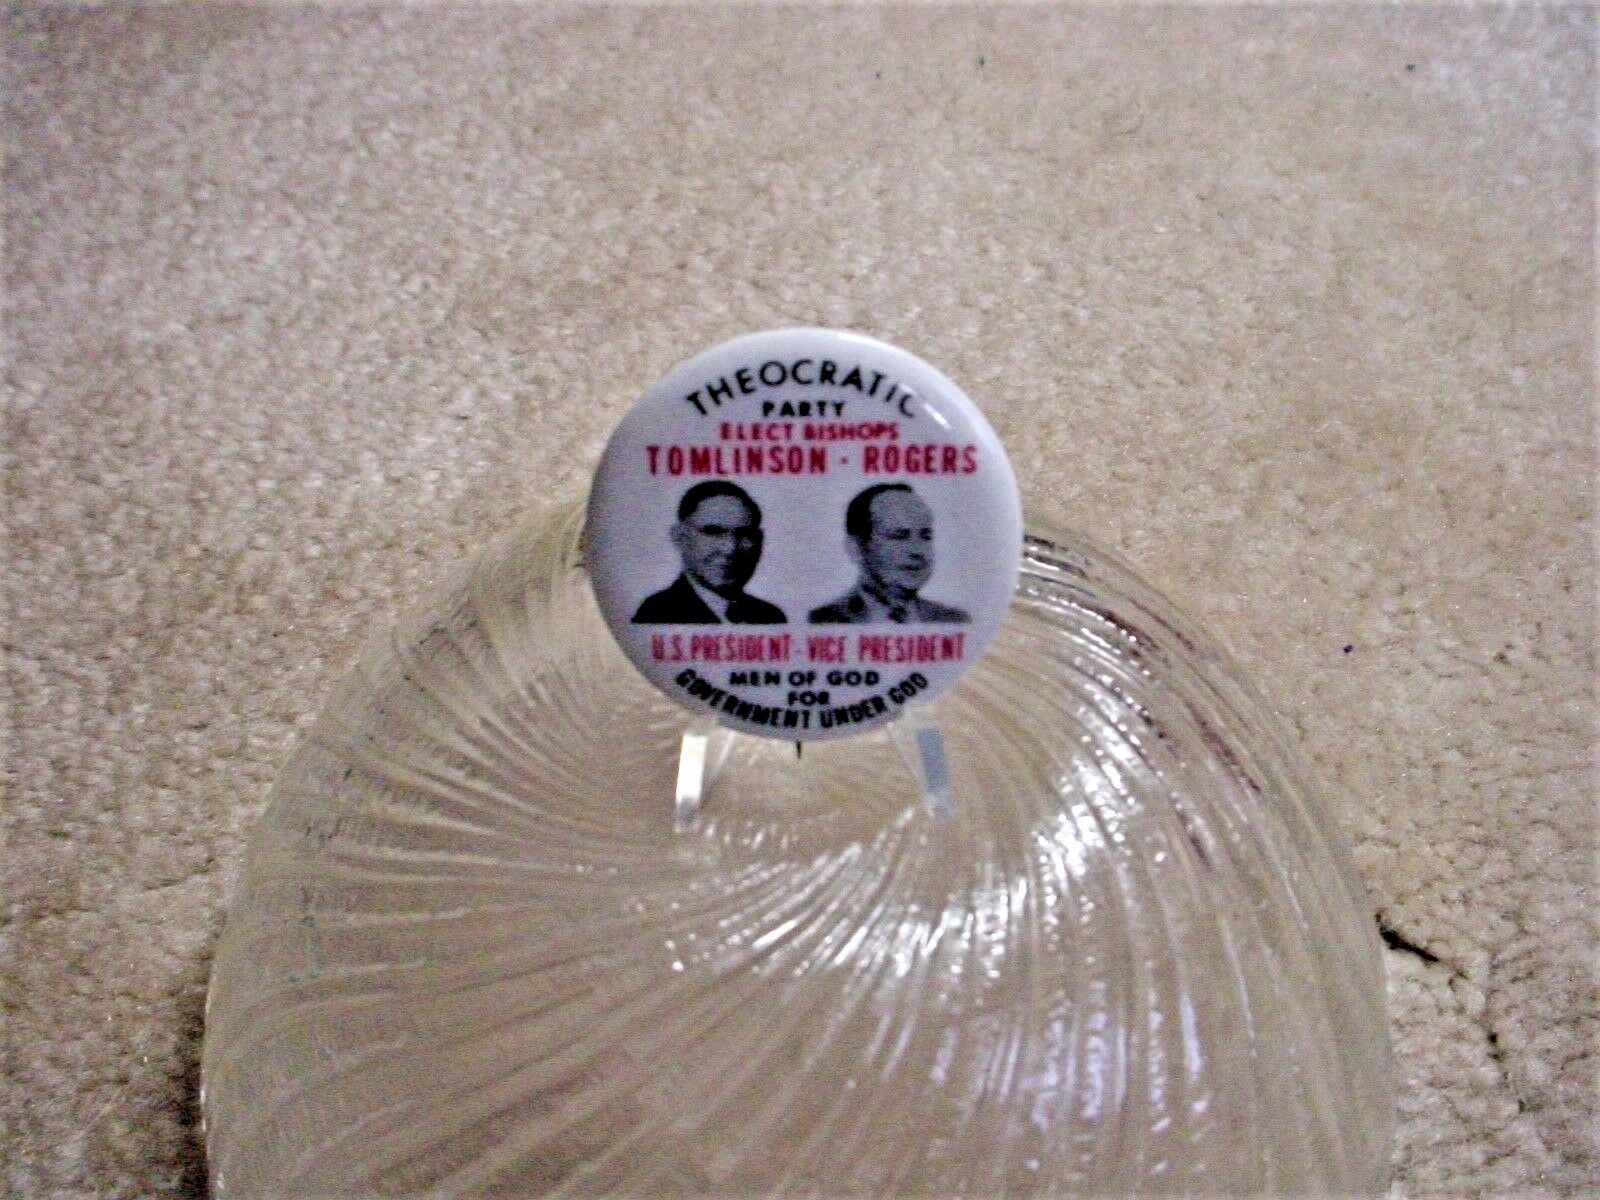 THEOCRATIC
PARTY
ELECT BISHOPS
TOMLINSON · ROGERS
U.S. PRESIDENT - VICE PRESIDENT
MEN OF GOD
FOR
GOVERNMENT UNDER GOD